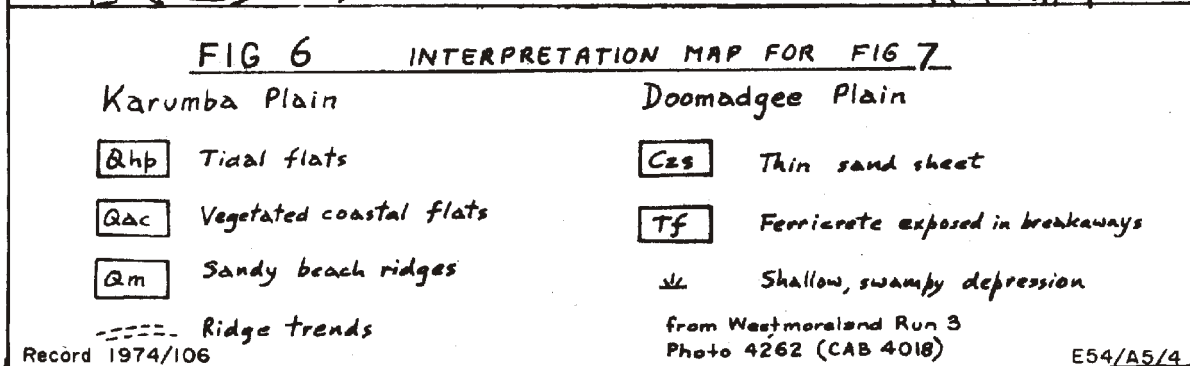 FIG 6 INTERPRETATION MAP FOR FIG 7
Karumba Plain
Qhp Tidal flats
Qac Vegetated coastal flats
Qm Sandy beach ridges
Ridge trends
Doomadgee Plain
Czs Thin sand sheet
Tf Ferricrete exposed in breakaways
Shallow, swampy depression
from Westmoreland Run 3
Photo 4262 (CAB 4018)
Record 1974/106
E54/A5/4